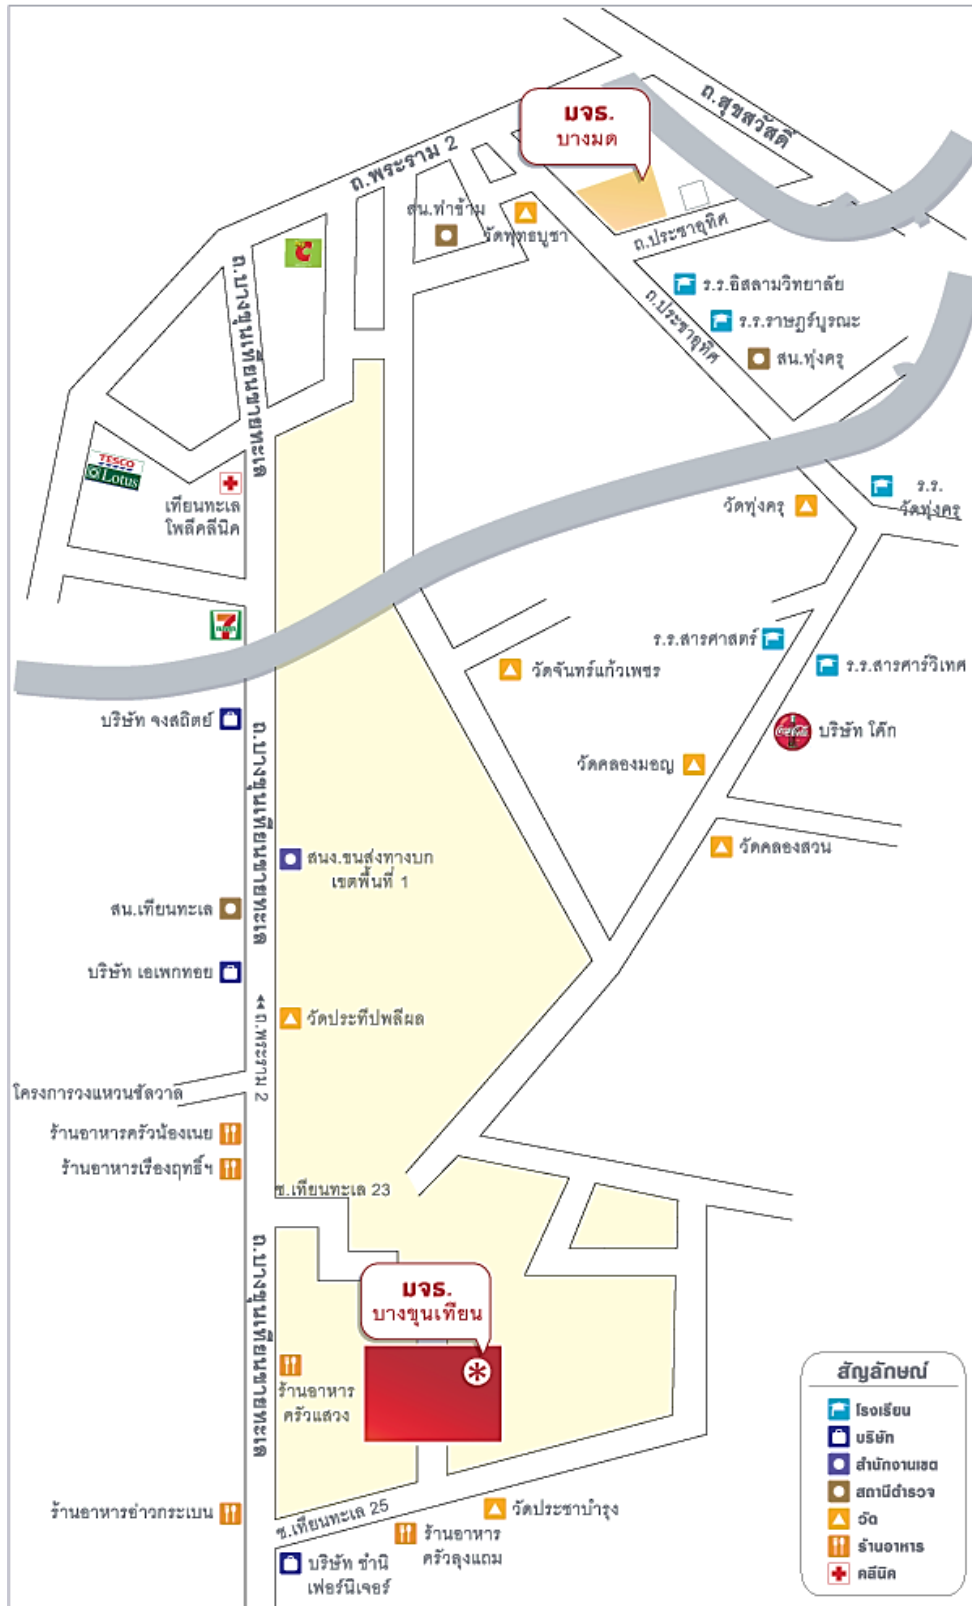 ถ.สุขสวัสดิ์
มจธ.
บางมด
ถ.พระราม 2
สน.ท่าข้าม
วัดพุทธบูชา
ถ.ประชาอุทิศ
ถ.บางขุนเทียนชายทะเล
ร.ร.อิสลามวิทยาลัย
ถ.ประชาอุทิศ
ร.ร.ราษฎร์บูรณะ
สน.ทุ่งครุ
TESCO
Lotus
เทียนทะเล
โพลีคลีนิค
ร.ร.
วัดทุ่งครุ
วัดทุ่งครุ
7
ร.ร.สารศาสตร์
ร.ร.สารศาร์วิเทศ
วัดจันทร์แก้วเพชร
บริษัท จงสถิตย์
Coca-Cola
บริษัท โค๊ก
ถ.บางขุนเทียนชายทะเล
วัดคลองมอญ
วัดคลองสวน
สนง.ขนส่งทางบก
เขตพื้นที่ 1
สน.เทียนทะเล
บริษัท เอเพกทอย
ถ.พระราม 2
วัดประทีปพลีผล
โครงการวงแหวนชัลวาล
ร้านอาหารครัวน้องเนย
ร้านอาหารเรืองฤทธิ์ฯ
ซ.เทียนทะเล 23
ถ.บางขุนเทียนชายทะเล
มจธ.
บางขุนเทียน
ร้านอาหาร
ครัวแสวง
ร้านอาหารอ่าวกระเบน
ซ.เทียนทะเล 25
วัดประชาบำรุง
ร้านอาหาร
ครัวลุงแถม
บริษัท ชำนิ
เฟอร์นิเจอร์
สัญลักษณ์
โรงเรียน
บริษัท
สำนักงานเขต
สถานีตำรวจ
วัด
ร้านอาหาร
คลีนิค